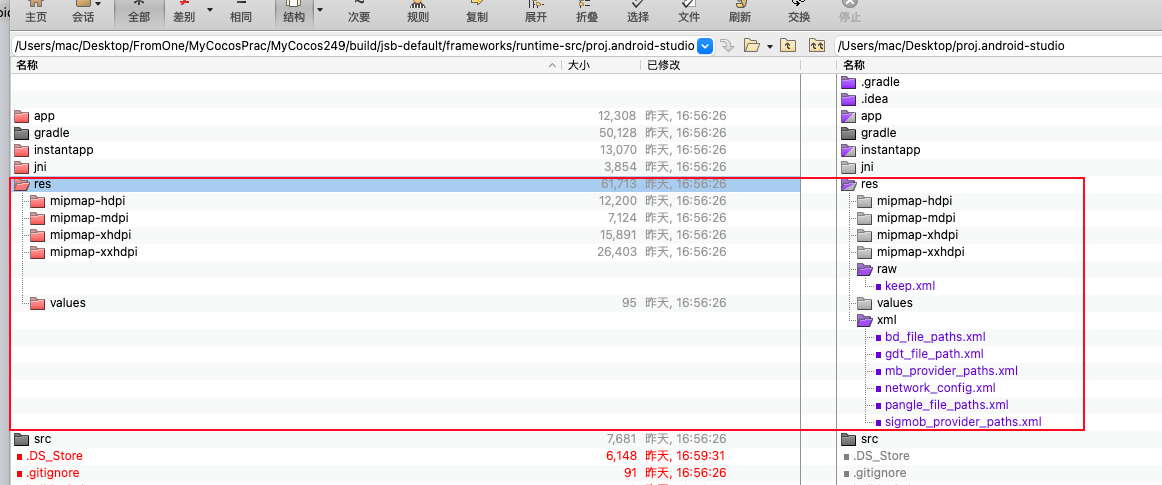 主页 会话 全部 差别 相同 结构 次要 规则 复制 展开 折叠 选择 文件 刷新 交换 停止
/Users/mac/Desktop/FromOne/MyCocosPrac/MyCocos249/build/jsb-default/frameworks/runtime-src/proj.android-studio /Users/mac/Desktop/proj.android-studio
名称 大小 已修改 名称
.gradle
.idea
app 12,308 昨天, 16:56:26 app
gradle 50,128 昨天, 16:56:26 gradle
instantapp 13,070 昨天, 16:56:26 instantapp
jni 3,854 昨天, 16:56:26 jni
res 61,713 昨天, 16:56:26 res
mipmap-hdpi 12,200 昨天, 16:56:26 mipmap-hdpi
mipmap-mdpi 7,124 昨天, 16:56:26 mipmap-mdpi
mipmap-xhdpi 15,891 昨天, 16:56:26 mipmap-xhdpi
mipmap-xxhdpi 26,403 昨天, 16:56:26 mipmap-xxhdpi
raw
keep.xml
values 95 昨天, 16:56:26 values
xml
bd_file_paths.xml
gdt_file_path.xml
mb_provider_paths.xml
network_config.xml
pangle_file_paths.xml
sigmob_provider_paths.xml
src 7,681 昨天, 16:56:26 src
.DS_Store 6,148 昨天, 16:59:31 .DS_Store
.gitignore 91 昨天, 16:56:26 .gitignore